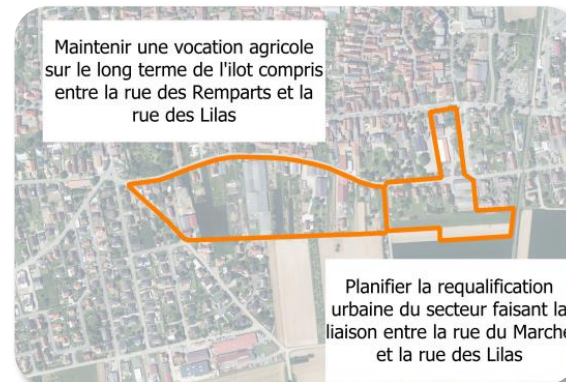 Maintenir une vocation agricole
sur le long terme de l'ilot compris
entre la rue des Remparts et la
rue des Lilas
Planifier la requalification
urbaine du secteur faisant la
liaison entre la rue du Marché
et la rue des Lilas